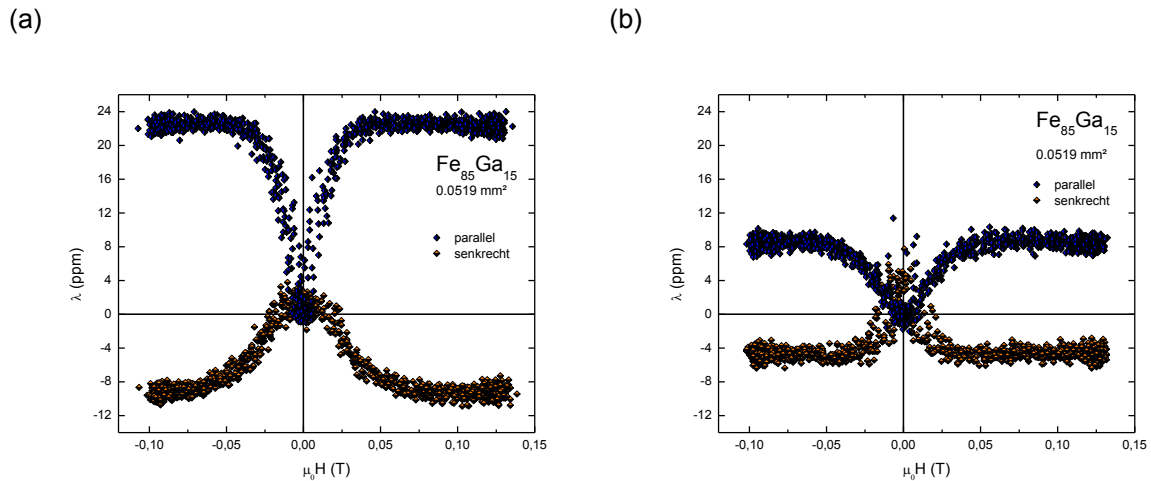 (a)
24
20
16
12
8
4
0
-4
-8
-12
λ (ppm)
Fe₈₅Ga₁₅
0.0519 mm²
parallel
senkrecht
-0,10 -0,05 0,00 0,05 0,10 0,15
μ₀H (T)
(b)
24
20
16
12
8
4
0
-4
-8
-12
λ (ppm)
Fe₈₅Ga₁₅
0.0519 mm²
parallel
senkrecht
-0,10 -0,05 0,00 0,05 0,10 0,15
μ₀H (T)